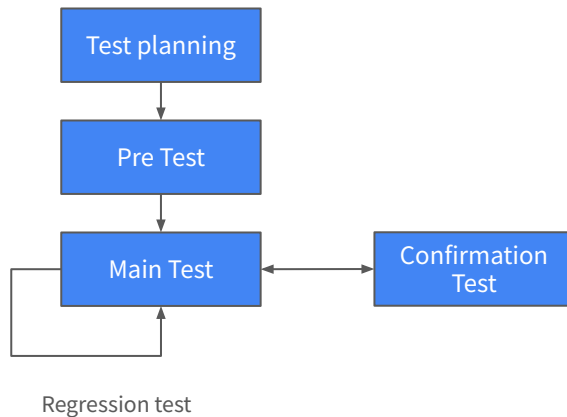 Test planning
Pre Test
Main Test
Confirmation
Test
Regression test